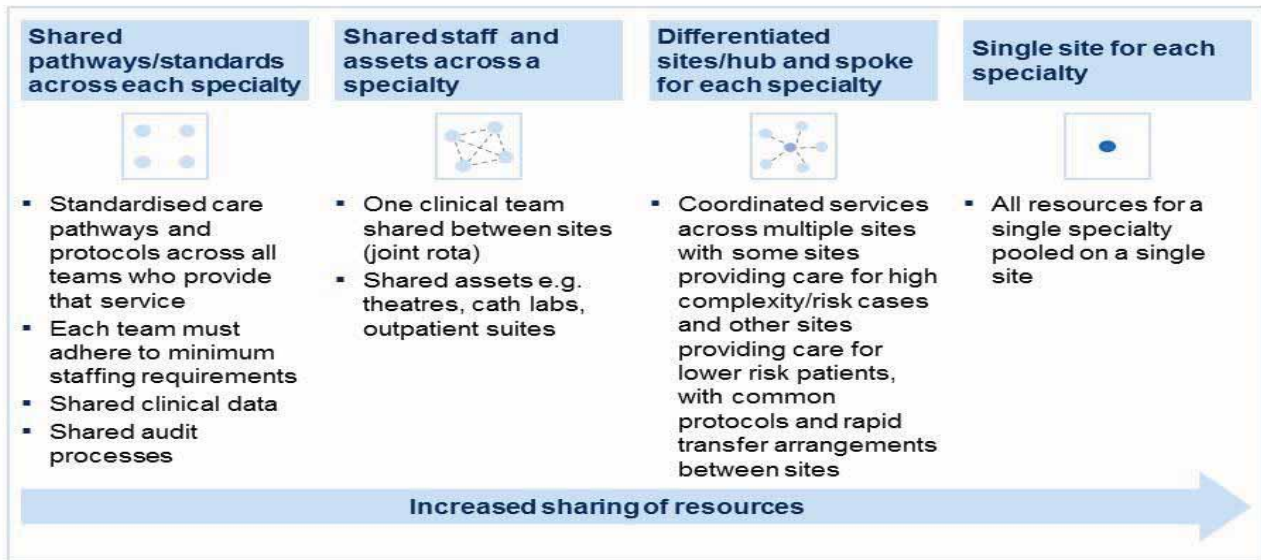 Shared
pathways/standards
across each specialty
Shared staff and
assets across a
specialty
Differentiated
sites/hub and spoke
for each specialty
Single site for each
specialty
▪ Standardised care
pathways and
protocols across all
teams who provide
that service
▪ Each team must
adhere to minimum
staffing requirements
▪ Shared clinical data
▪ Shared audit
processes
▪ One clinical team
shared between sites
(joint rota)
▪ Shared assets e.g.
theatres, cath labs,
outpatient suites
▪ Coordinated services
across multiple sites
with some sites
providing care for high
complexity/risk cases
and other sites
providing care for
lower risk patients,
with common
protocols and rapid
transfer arrangements
between sites
▪ All resources for a
single specialty
pooled on a single
site
Increased sharing of resources